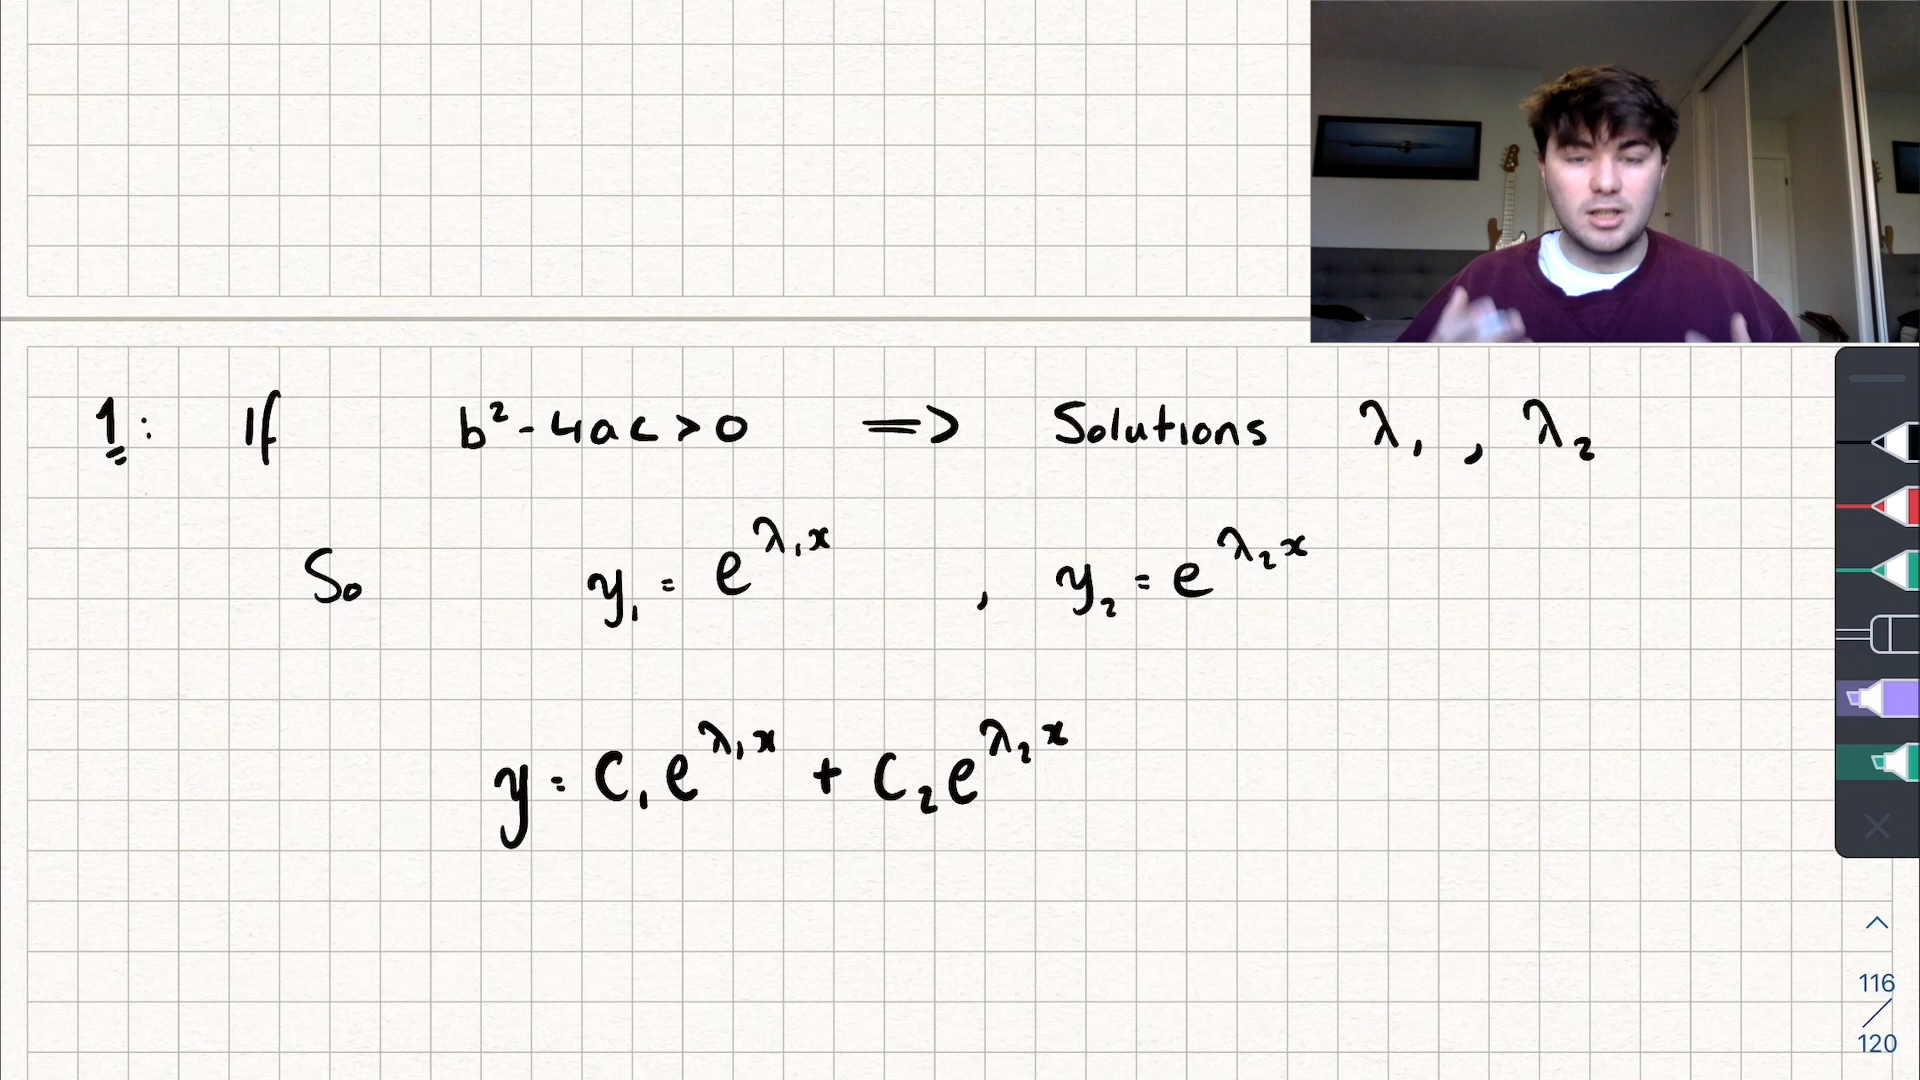 1: If b² - 4ac > 0 => Solutions λ₁ , λ₂
So y₁ = e^{λ₁x} , y₂ = e^{λ₂x}
y = C₁e^{λ₁x} + C₂e^{λ₂x}
116
/
120